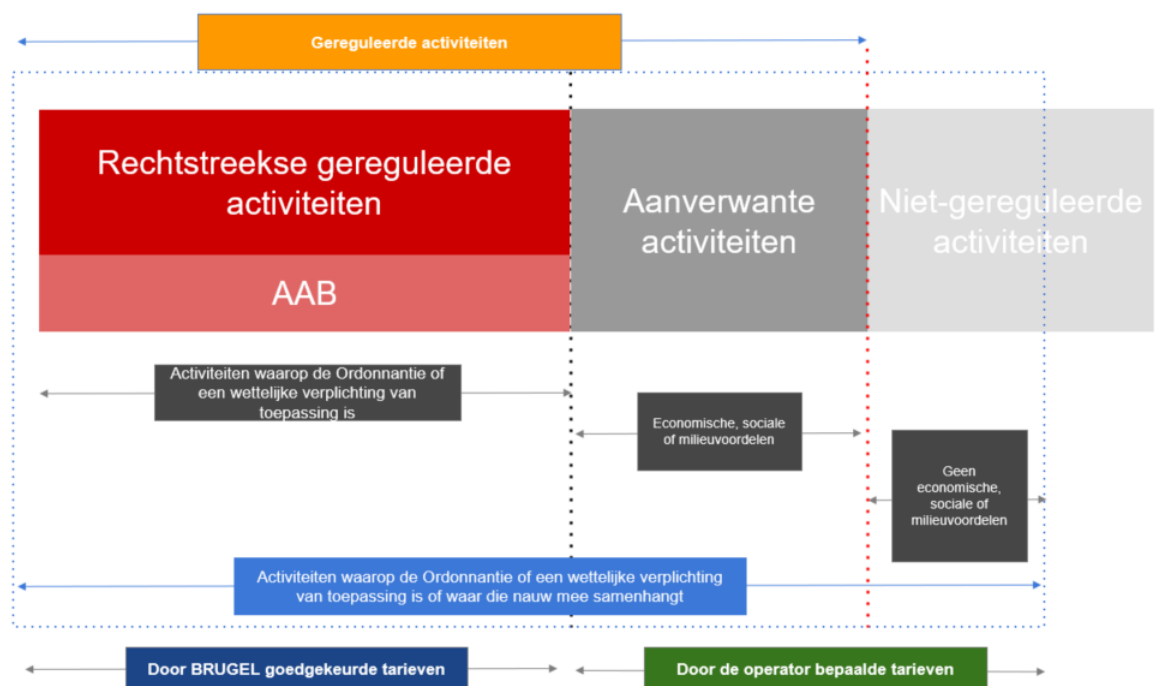 Gereguleerde activiteiten
Rechtstreekse gereguleerde
activiteiten
AAB
Aanverwante
activiteiten
Niet-gereguleerde
activiteiten
Activiteiten waarop de Ordonnantie of
een wettelijke verplichting van
toepassing is
Economische, sociale
of milieuvoordelen
Geen
economische,
sociale of
milieuvoordelen
Activiteiten waarop de Ordonnantie of een wettelijke verplichting
van toepassing is of waar die nauw mee samenhangt
Door BRUGEL goedgekeurde tarieven
Door de operator bepaalde tarieven